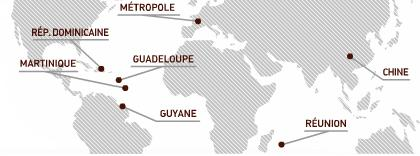 MÉTROPOLE
RÉP. DOMINICAINE
MARTINIQUE
GUADELOUPE
CHINE
GUYANE
RÉUNION